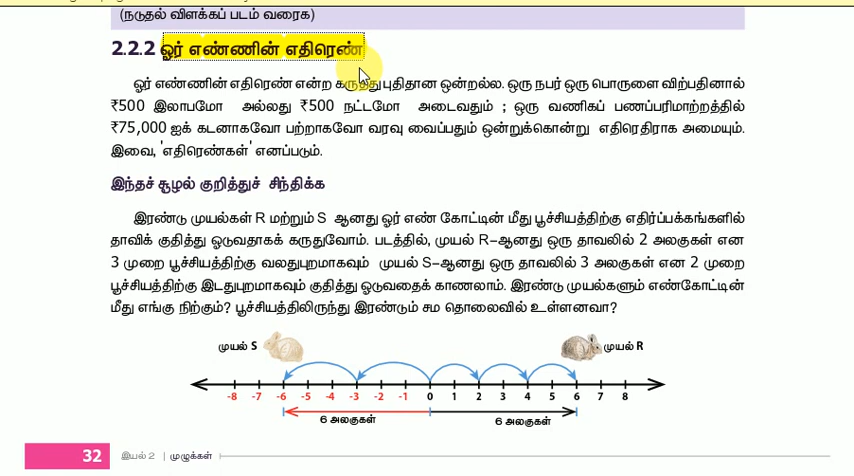 (நடுதல் விளக்கப் படம் வரைக)
2.2.2 ஓர் எண்ணின் எதிரெண்
ஓர் எண்ணின் எதிரெண் என்ற கருத்து புதிதான ஒன்றல்ல. ஒரு நபர் ஒரு பொருளை விற்பதினால்
₹500 இலாபமோ அல்லது ₹500 நட்டமோ அடைவதும் ; ஒரு வணிகப் பணப்பரிமாற்றத்தில்
₹75,000 ஐக் கடனாகவோ பற்றாகவோ வரவு வைப்பதும் ஒன்றுக்கொன்று எதிரெதிராக அமையும்.
இவை, 'எதிரெண்கள்' எனப்படும்.
இந்தச் சூழல் குறித்துச் சிந்திக்க
இரண்டு முயல்கள் R மற்றும் S ஆனது ஓர் எண் கோட்டின் மீது பூச்சியத்திற்கு எதிர்ப்பக்கங்களில்
தாவிக் குதித்து ஓடுவதாகக் கருதுவோம். படத்தில், முயல் R-ஆனது ஒரு தாவலில் 2 அலகுகள் என
3 முறை பூச்சியத்திற்கு வலதுபுறமாகவும் முயல் S-ஆனது ஒரு தாவலில் 3 அலகுகள் என 2 முறை
பூச்சியத்திற்கு இடதுபுறமாகவும் குதித்து ஓடுவதைக் காணலாம். இரண்டு முயல்களும் எண்கோட்டின்
மீது எங்கு நிற்கும்? பூச்சியத்திலிருந்து இரண்டும் சம தொலைவில் உள்ளனவா?
முயல் S முயல் R
-8 -7 -6 -5 -4 -3 -2 -1 0 1 2 3 4 5 6 7 8
6 அலகுகள் 6 அலகுகள்
32 இயல் 2 | முழுக்கள்